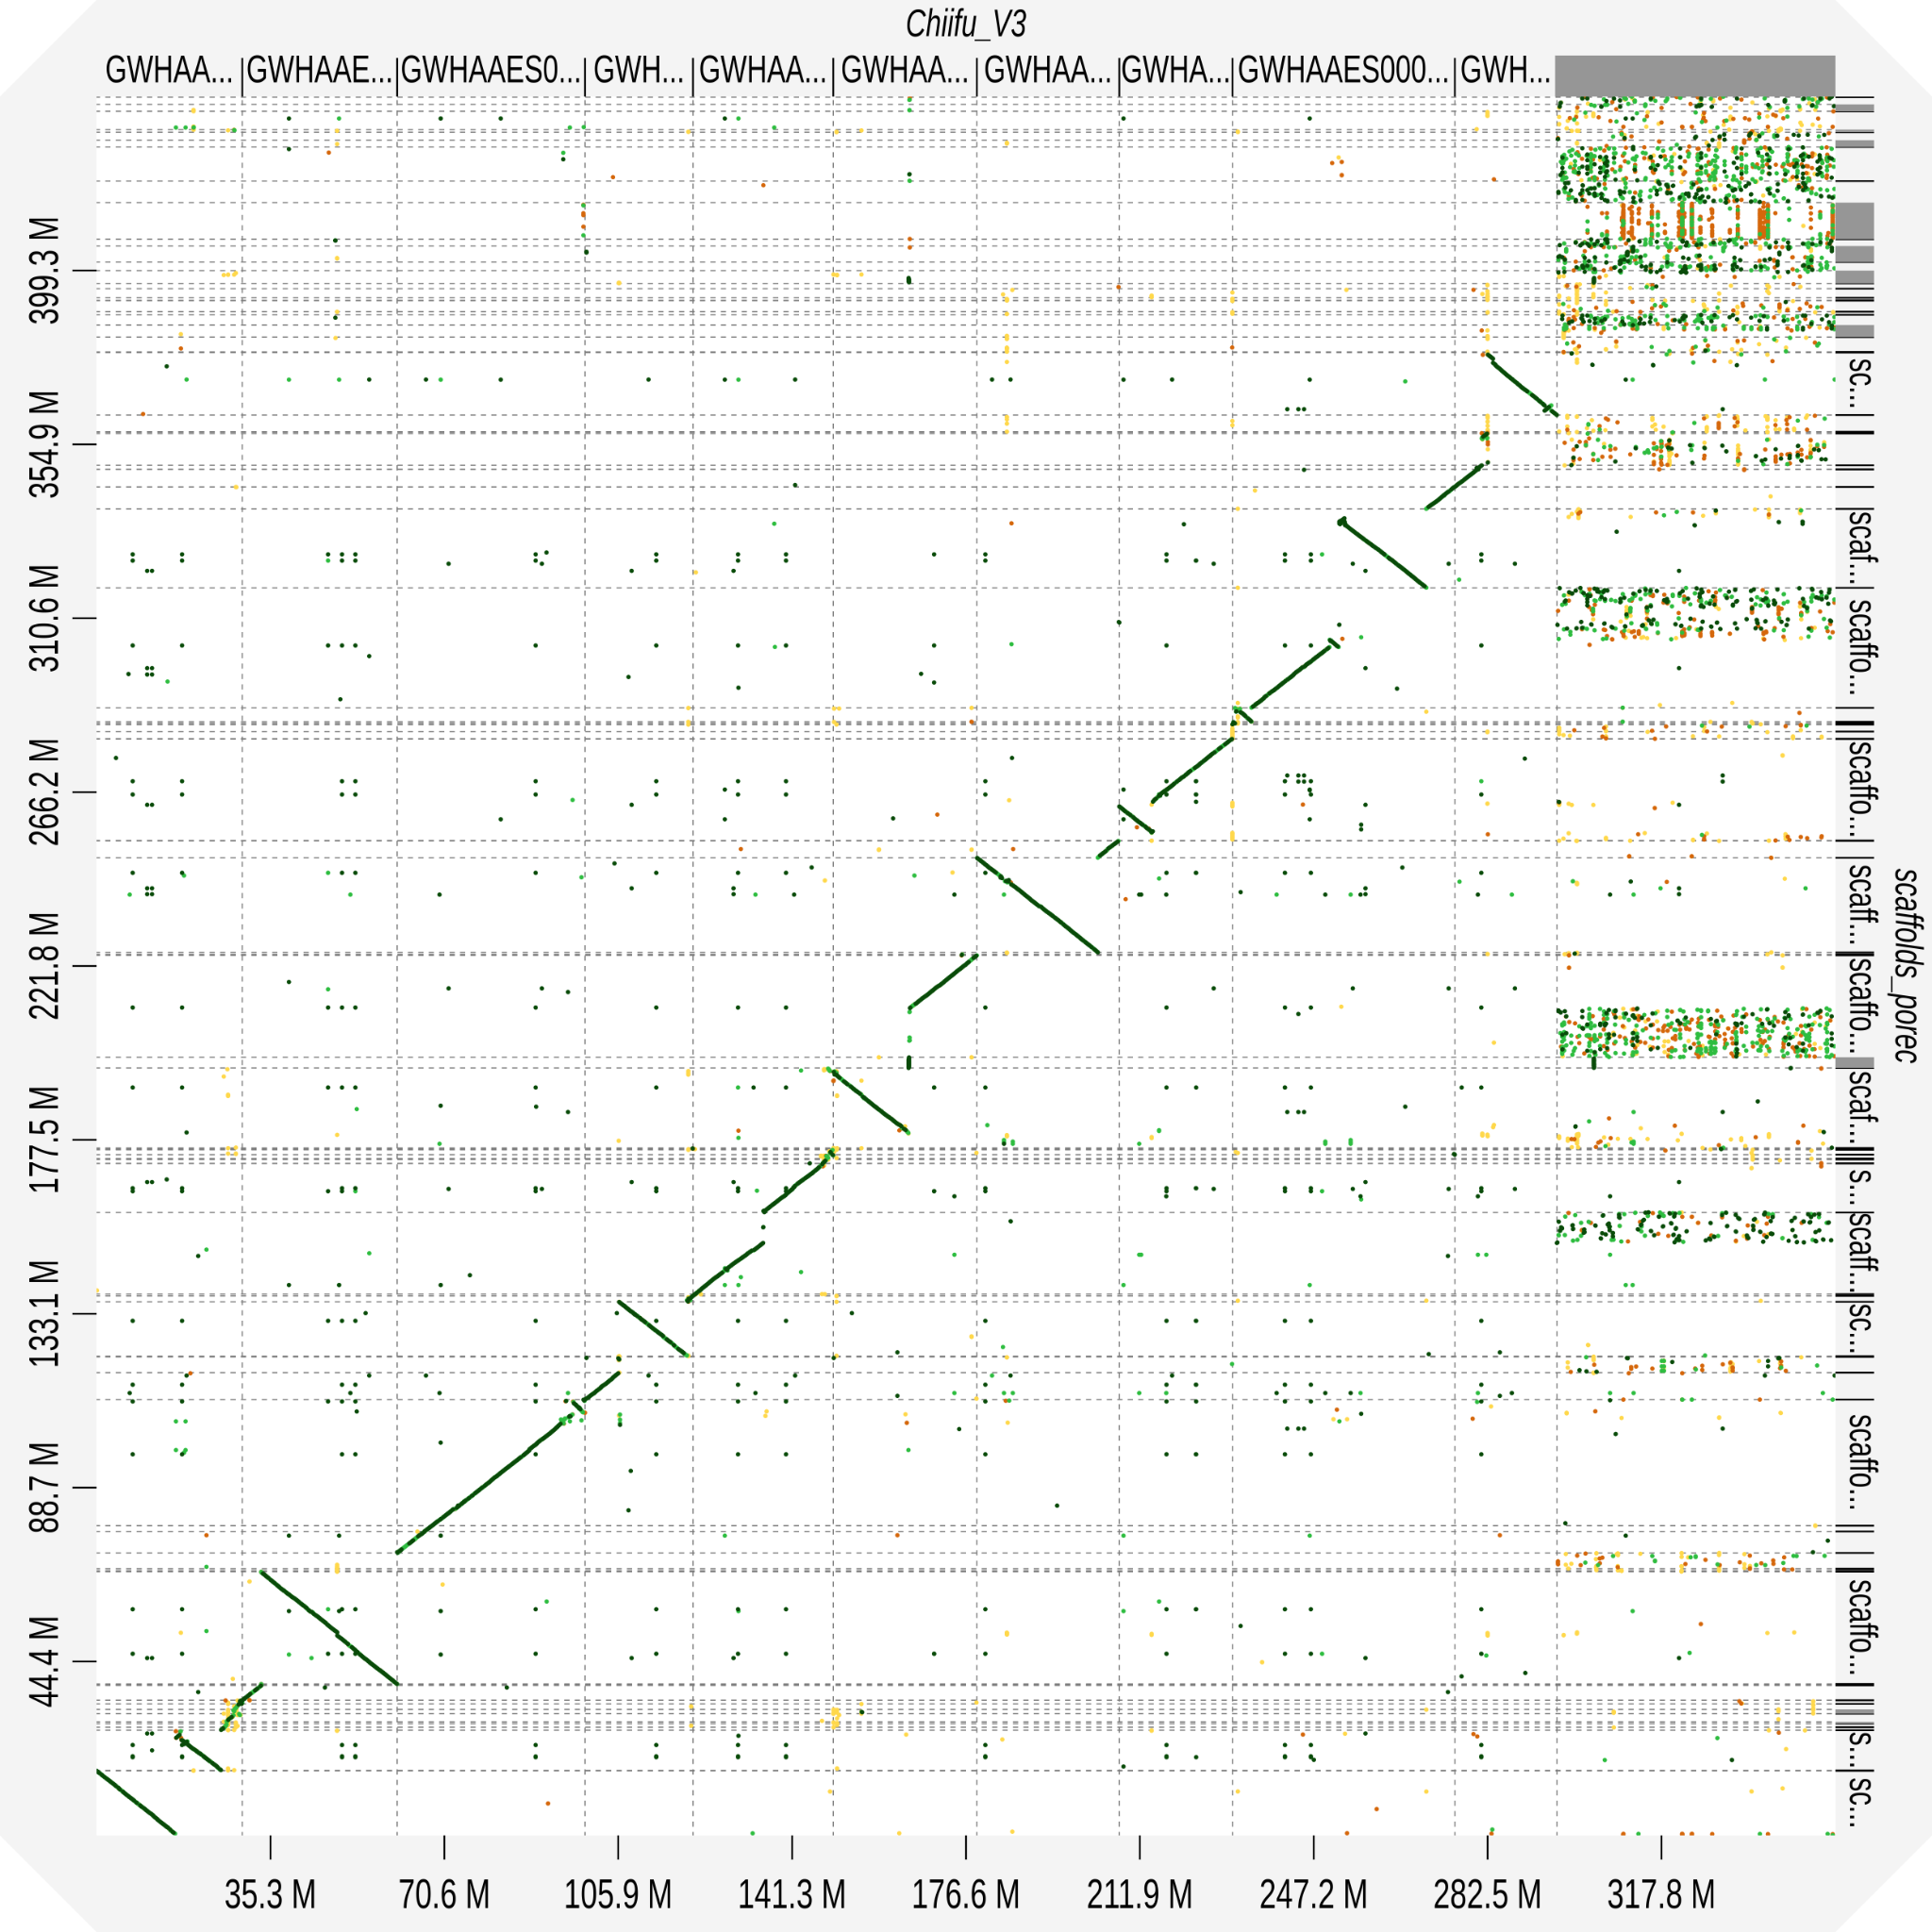 Chiifu_V3
GWHAA... GWHAAE... GWHAAES0... GWH... GWHAA... GWHAA... GWHAA... GWHA... GWHAAES000... GWH...
399.3 M
354.9 M
310.6 M
266.2 M
221.8 M
177.5 M
133.1 M
88.7 M
44.4 M
sc...
scaf...
scaffo...
scaffo...
scaff...
scaffo...
scaf...
s...
scaff...
sc...
scaffo...
scaffo...
s...
sc...
scaffolds_porec
35.3 M 70.6 M 105.9 M 141.3 M 176.6 M 211.9 M 247.2 M 282.5 M 317.8 M